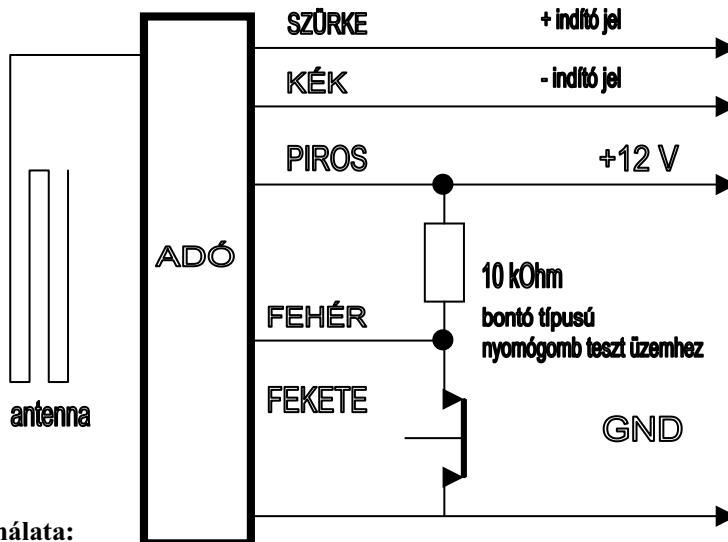 SZÜRKE + indító jel
KÉK - indító jel
PIROS +12 V
ADÓ
10 kOhm
FEHÉR bontó típusú
nyomógomb teszt üzemhez
FEKETE
antenna
GND
nálata: